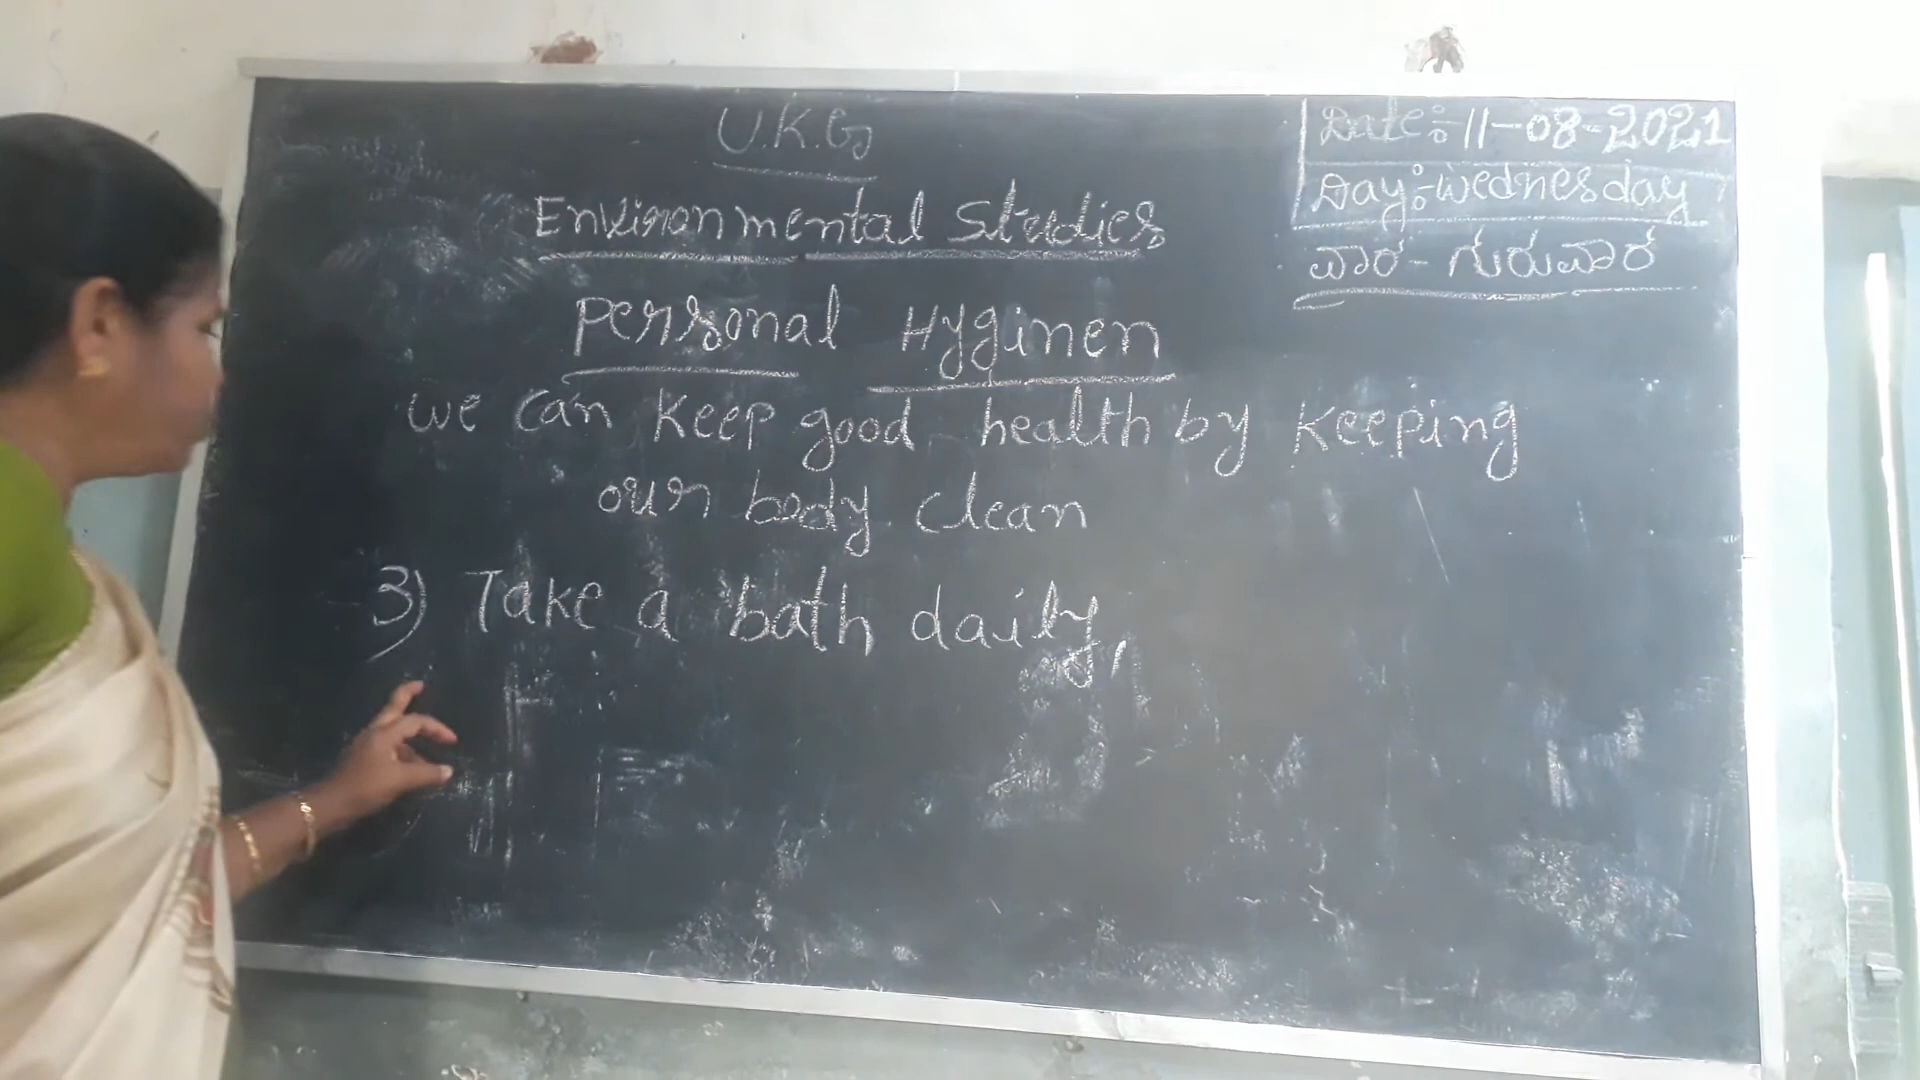 U.K.G
Date:-11-08-2021
Day:-Wednesday
ವಾರ- ಗುರುವಾರ
Environmental Studies
Personal Hyginen
we can keep good health by keeping
our body clean
3) Take a bath daily,